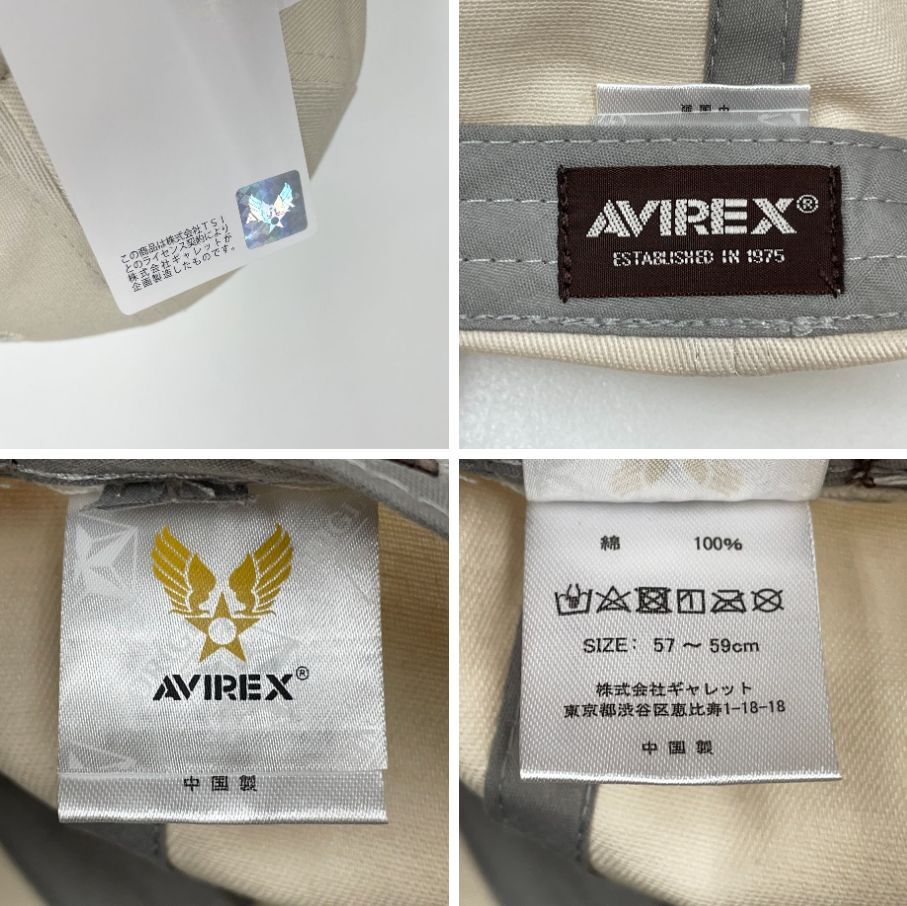 この商品は株式会社TSI
とのライセンス契約により
株式会社ギャレットが
企画製造したものです。
中国製
AVIREX®
ESTABLISHED IN 1975
AVIREX®
中国製
綿 100%
SIZE: 57～59cm
株式会社ギャレット
東京都渋谷区恵比寿1-18-18
中国製